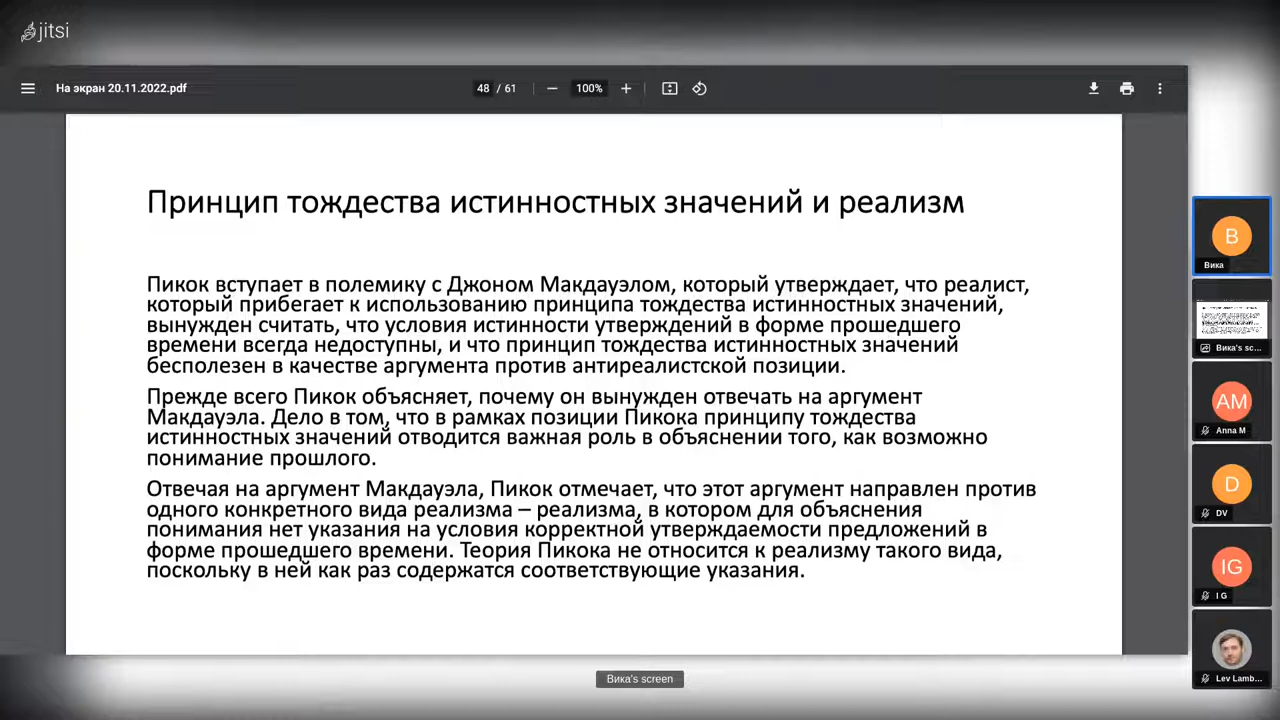 jitsi
На экран 20.11.2022.pdf
48 / 61
100%
Принцип тождества истинностных значений и реализм
Пикок вступает в полемику с Джоном Макдауэлом, который утверждает, что реалист,
который прибегает к использованию принципа тождества истинностных значений,
вынужден считать, что условия истинности утверждений в форме прошедшего
времени всегда недоступны, и что принцип тождества истинностных значений
бесполезен в качестве аргумента против антиреалистской позиции.
Прежде всего Пикок объясняет, почему он вынужден отвечать на аргумент
Макдауэла. Дело в том, что в рамках позиции Пикока принципу тождества
истинностных значений отводится важная роль в объяснении того, как возможно
понимание прошлого.
Отвечая на аргумент Макдауэла, Пикок отмечает, что этот аргумент направлен против
одного конкретного вида реализма – реализма, в котором для объяснения
понимания нет указания на условия корректной утверждаемости предложений в
форме прошедшего времени. Теория Пикока не относится к реализму такого вида,
поскольку в ней как раз содержатся соответствующие указания.
B
Вика
Вика's sc...
AM
Anna M
D
DV
IG
I G
Lev Lamb...
Вика's screen